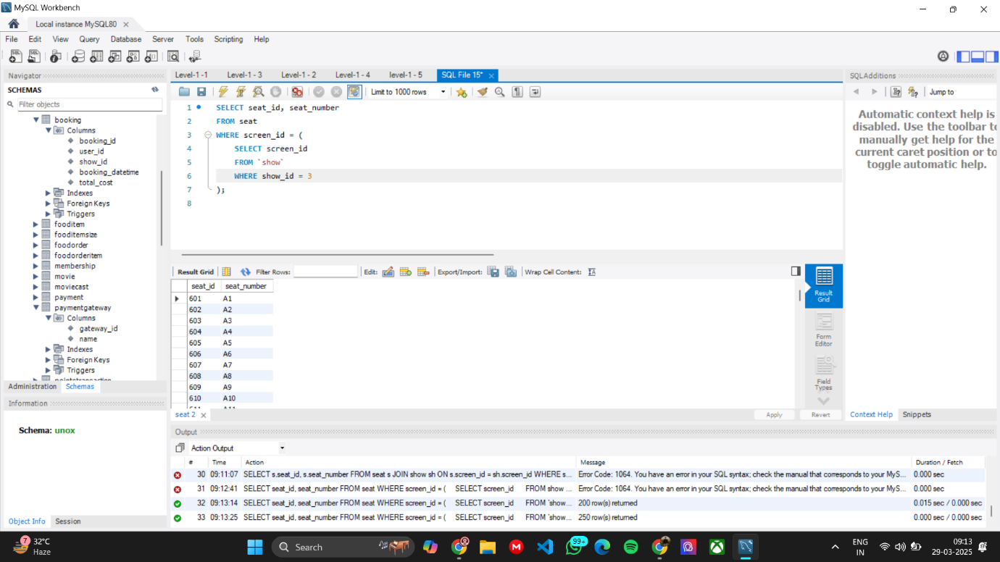 MySQL Workbench
Local instance MySQL80
File Edit View Query Database Server Tools Scripting Help
Navigator
SCHEMAS
Filter objects
booking
Columns
booking_id
user_id
show_id
booking_datetime
total_cost
Indexes
Foreign Keys
Triggers
fooditem
fooditemsize
foodorder
foodorderitem
membership
movie
moviecast
payment
paymentgateway
Columns
gateway_id
name
Indexes
Foreign Keys
Triggers
pointstransaction
Administration Schemas
Information
Schema: unox
Object Info Session
Level-1 -1 Level-1 - 3 Level-1 - 2 Level-1 - 4 level-1 - 5 SQL File 15*
Limit to 1000 rows
1 SELECT seat_id, seat_number
2 FROM seat
3 WHERE screen_id = (
4 SELECT screen_id
5 FROM `show`
6 WHERE show_id = 3
7 );
8
Result Grid Filter Rows: Edit: Export/Import: Wrap Cell Content:
seat_id seat_number
601 A1
602 A2
603 A3
604 A4
605 A5
606 A6
607 A7
608 A8
609 A9
610 A10
611 A11
Result Grid
Form Editor
Field Types
seat 2 Apply Revert
SQLAdditions
Jump to
Automatic context help is
disabled. Use the toolbar to
manually get help for the
current caret position or to
toggle automatic help.
Context Help Snippets
Output
Action Output
# Time Action Message Duration / Fetch
30 09:11:07 SELECT s.seat_id, s.seat_number FROM seat s JOIN show sh ON s.screen_id = sh.screen_id WHERE s... Error Code: 1064. You have an error in your SQL syntax; check the manual that corresponds to your MyS... 0.000 sec
31 09:12:41 SELECT seat_id, seat_number FROM seat WHERE screen_id = ( SELECT screen_id FROM show ... Error Code: 1064. You have an error in your SQL syntax; check the manual that corresponds to your MyS... 0.000 sec
32 09:13:14 SELECT seat_id, seat_number FROM seat WHERE screen_id = ( SELECT screen_id FROM `show... 200 row(s) returned 0.015 sec / 0.000 sec
33 09:13:25 SELECT seat_id, seat_number FROM seat WHERE screen_id = ( SELECT screen_id FROM `show... 250 row(s) returned 0.000 sec / 0.000 sec
7
32°C
Haze
Search
99+
ENG
IN
09:13
29-03-2025